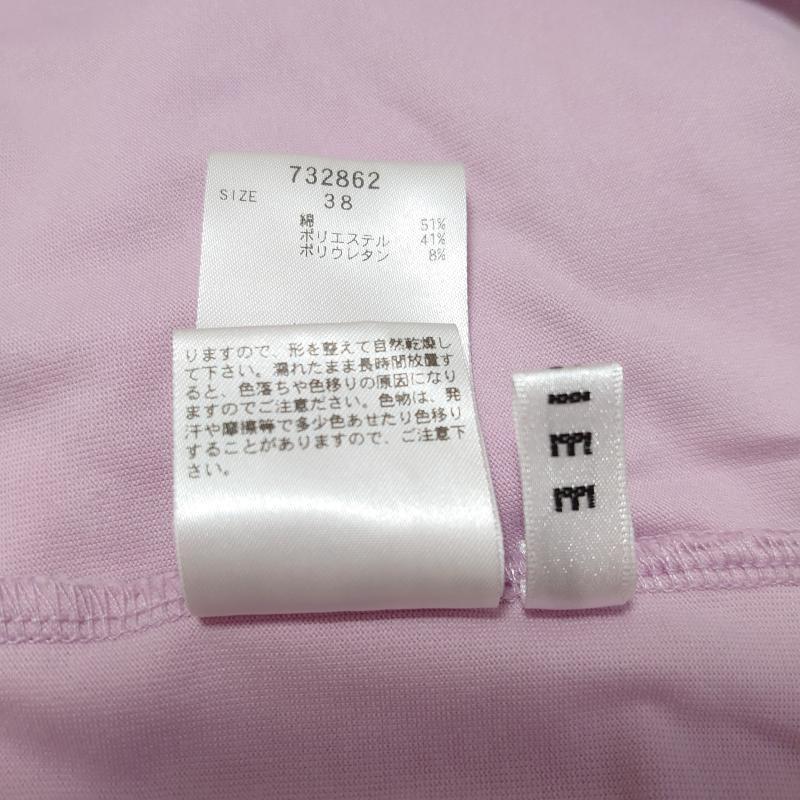 732862
SIZE 38
綿 51%
ポリエステル 41%
ポリウレタン 8%
りますので、形を整えて自然乾燥し
て下さい。濡れたまま長時間放置す
ると、色落ちや色移りの原因になり
ますのでご注意ください。色物は、発
汗や摩擦等で多少色あせたり色移り
することがありますので、ご注意下
さい。